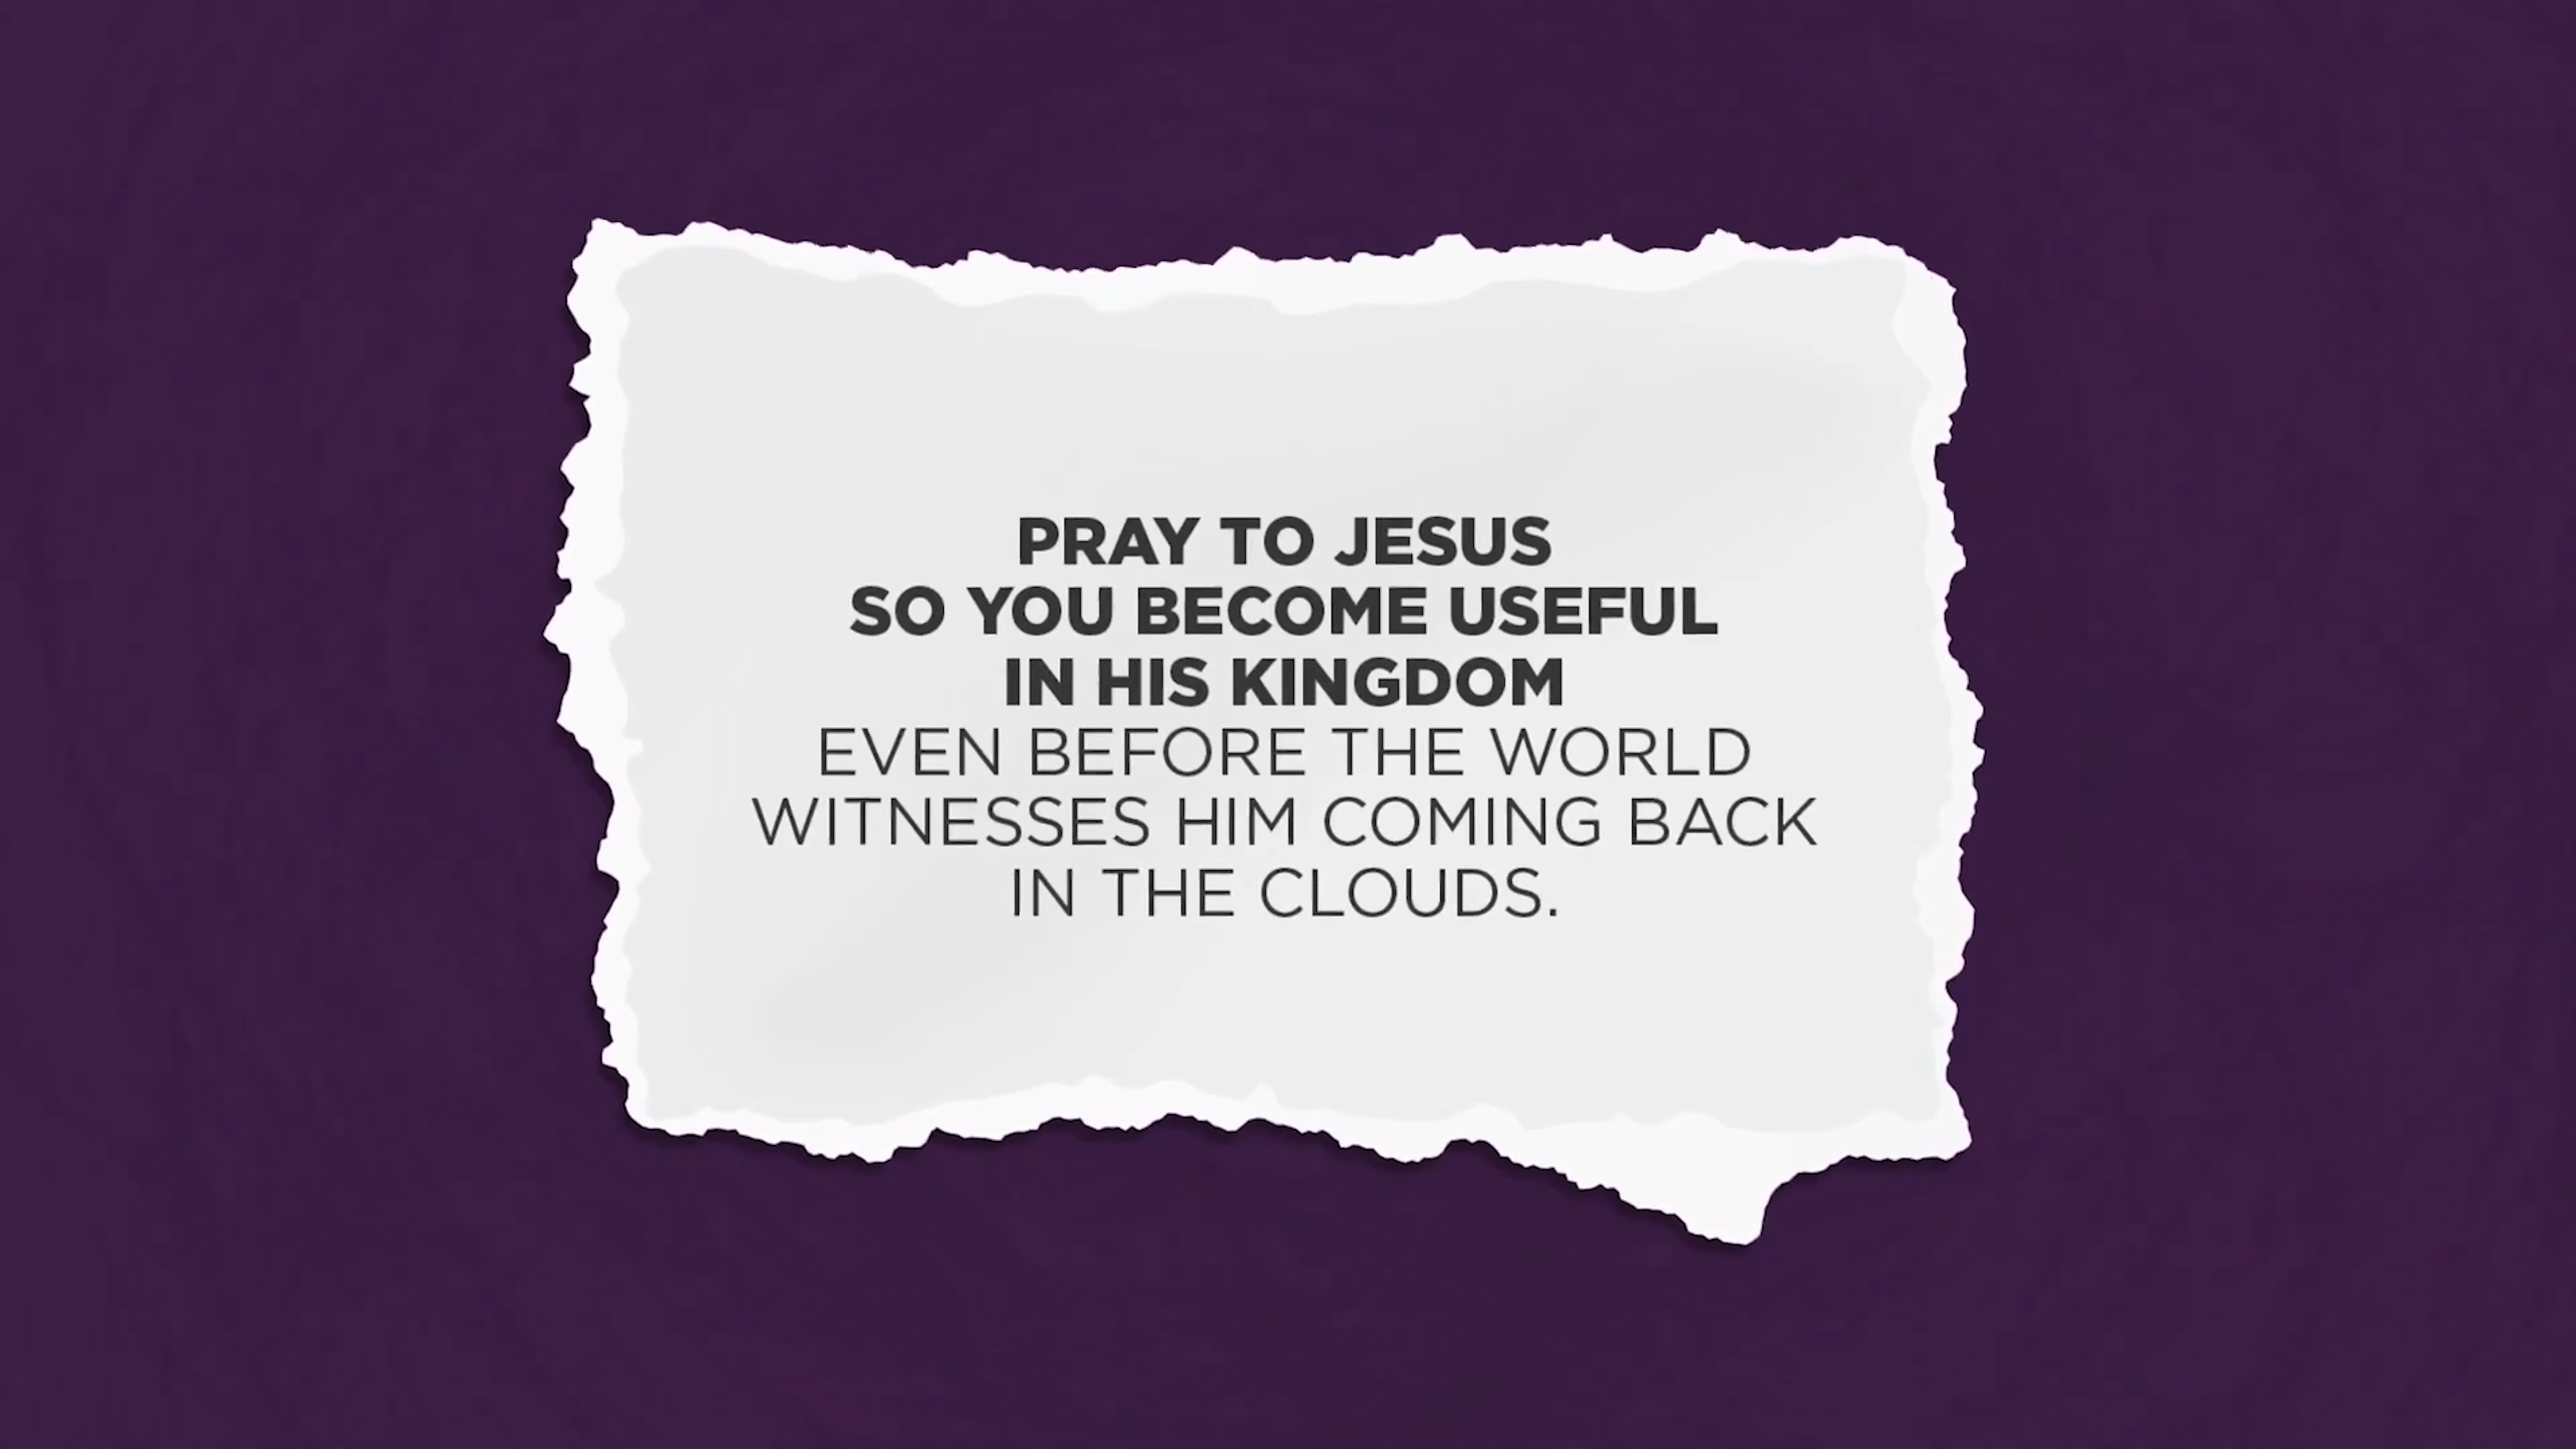 PRAY TO JESUS
SO YOU BECOME USEFUL
IN HIS KINGDOM
EVEN BEFORE THE WORLD
WITNESSES HIM COMING BACK
IN THE CLOUDS.